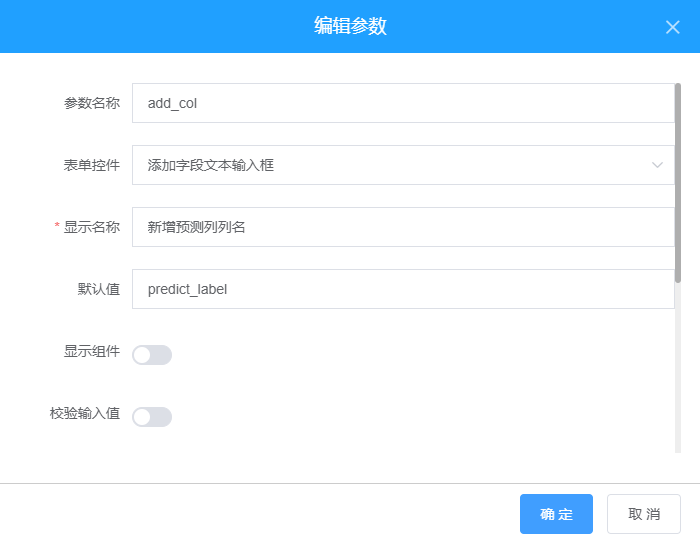 编辑参数
参数名称 add_col
表单控件 添加字段文本输入框
* 显示名称 新增预测列列名
默认值 predict_label
显示组件
校验输入值
确 定 取 消